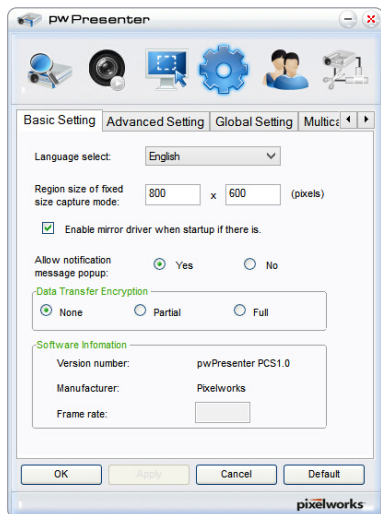 pwPresenter
Basic Setting Advanced Setting Global Setting Multica
Language select: English
Region size of fixed size capture mode: 800 x 600 (pixels)
Enable mirror driver when startup if there is.
Allow notification message popup: Yes No
Data Transfer Encryption
None Partial Full
Software Infomation
Version number: pwPresenter PCS1.0
Manufacturer: Pixelworks
Frame rate:
OK Apply Cancel Default
pixelworks